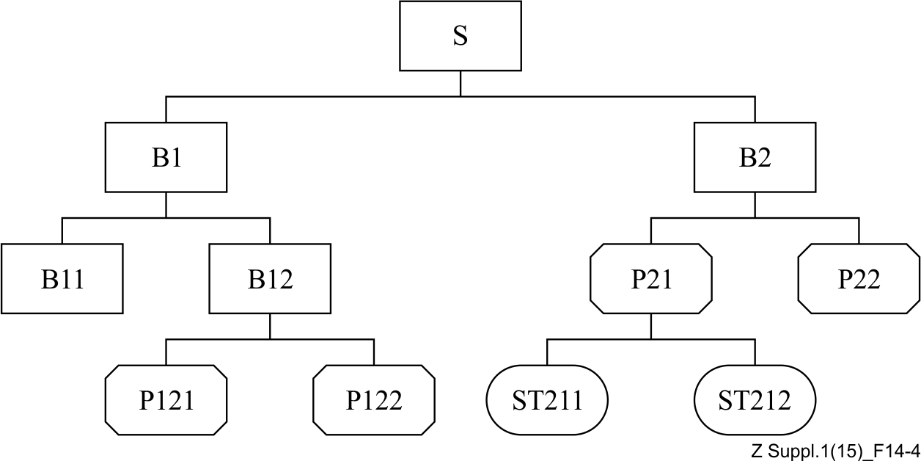 S
B1
B2
B11
B12
P21
P22
P121
P122
ST211
ST212
Z Suppl.1(15)_F14-4